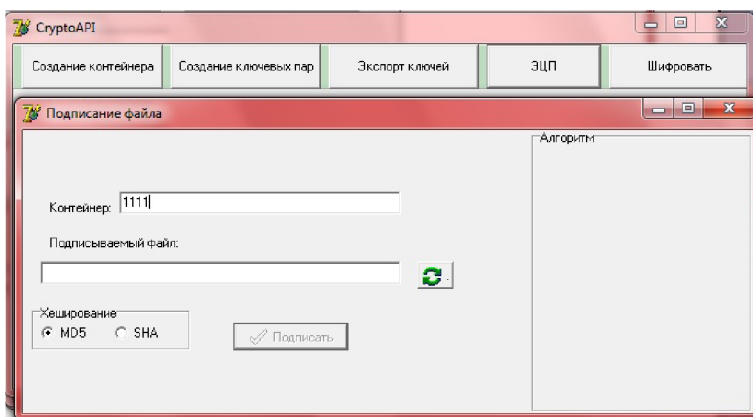 CryptoAPI
Создание контейнера Создание ключевых пар Экспорт ключей ЭЦП Шифровать
Подписание файла
Алгоритм
Контейнер: 1111
Подписываемый файл:
Хеширование
MD5 SHA
Подписать